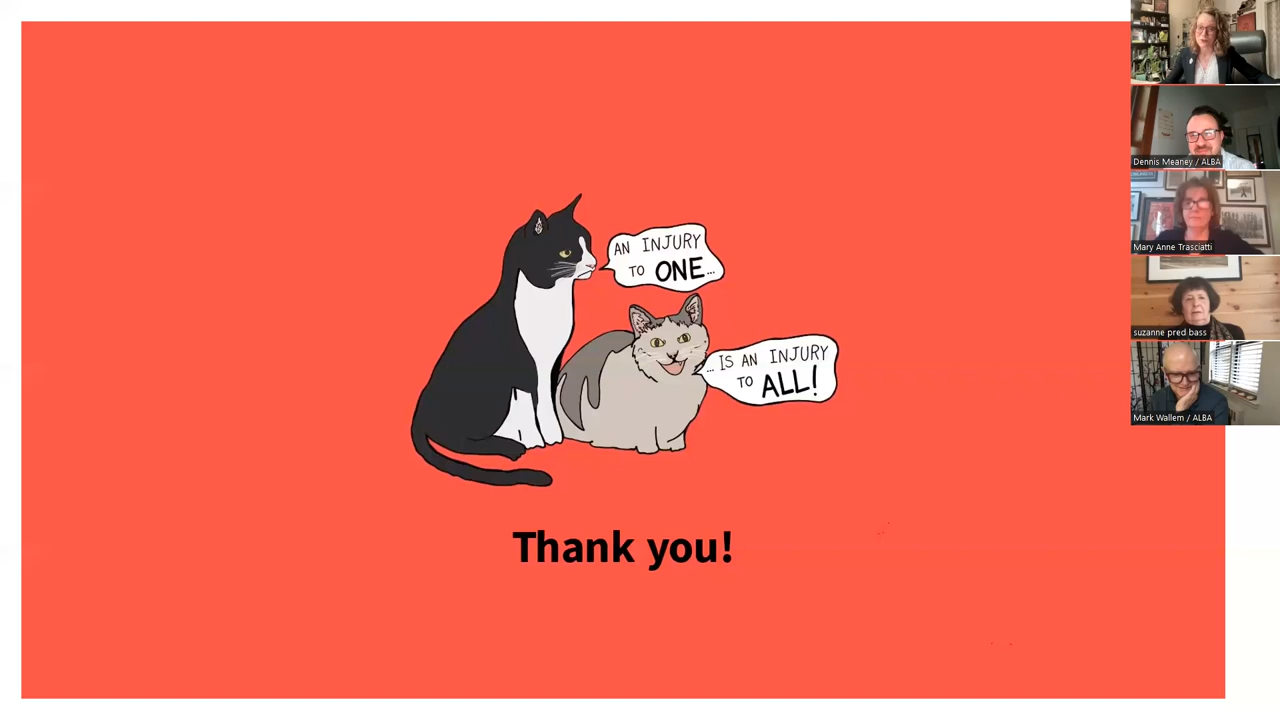 AN INJURY
TO ONE...
...IS AN INJURY
TO ALL!
Thank you!
Dennis Meaney / ALBA
Mary Anne Trasciatti
suzanne pred bass
Mark Wallem / ALBA